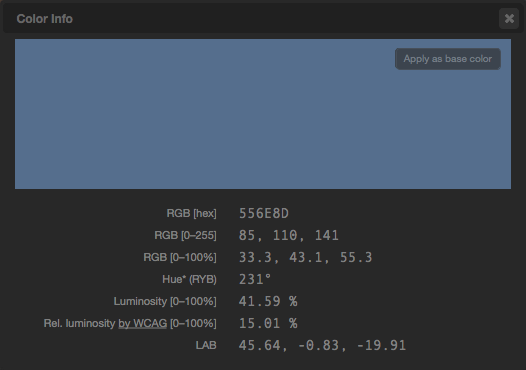 Color Info
Apply as base color
RGB [hex] 556E8D
RGB [0–255] 85, 110, 141
RGB [0–100%] 33.3, 43.1, 55.3
Hue* (RYB) 231°
Luminosity [0–100%] 41.59 %
Rel. luminosity by WCAG [0–100%] 15.01 %
LAB 45.64, -0.83, -19.91